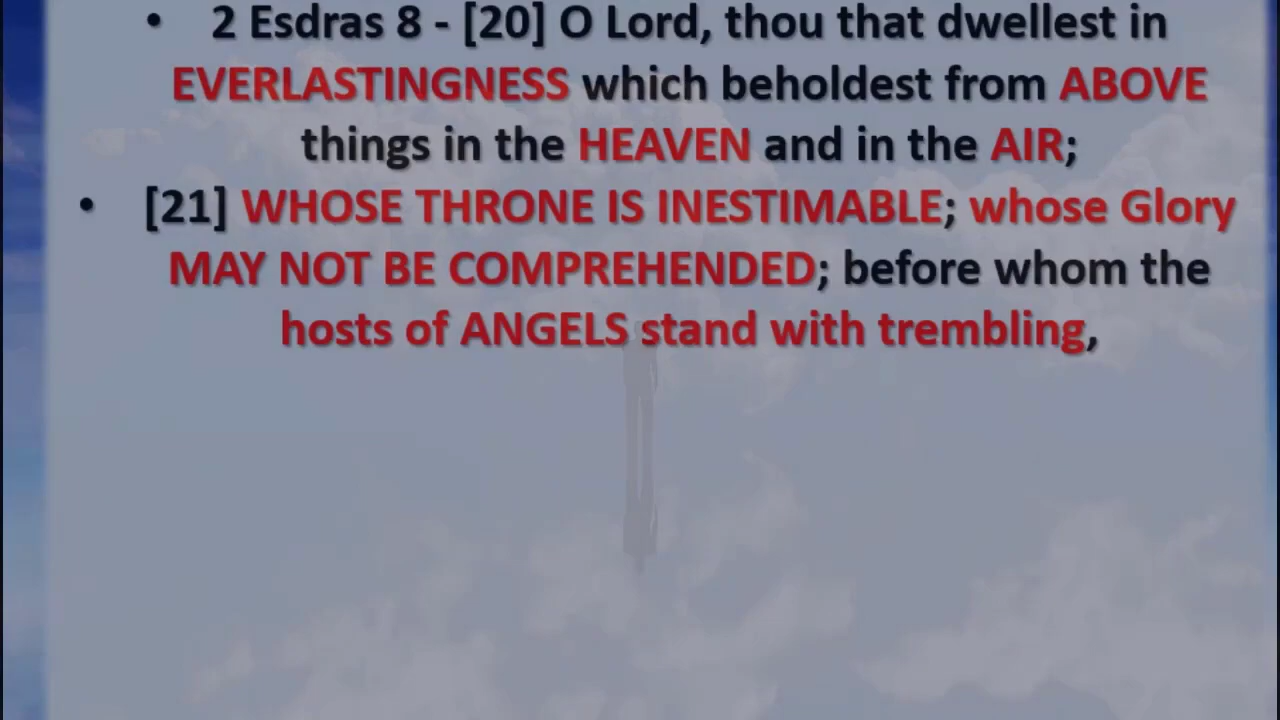 • 2 Esdras 8 - [20] O Lord, thou that dwellest in
EVERLASTINGNESS which beholdest from ABOVE
things in the HEAVEN and in the AIR;
• [21] WHOSE THRONE IS INESTIMABLE; whose Glory
MAY NOT BE COMPREHENDED; before whom the
hosts of ANGELS stand with trembling,